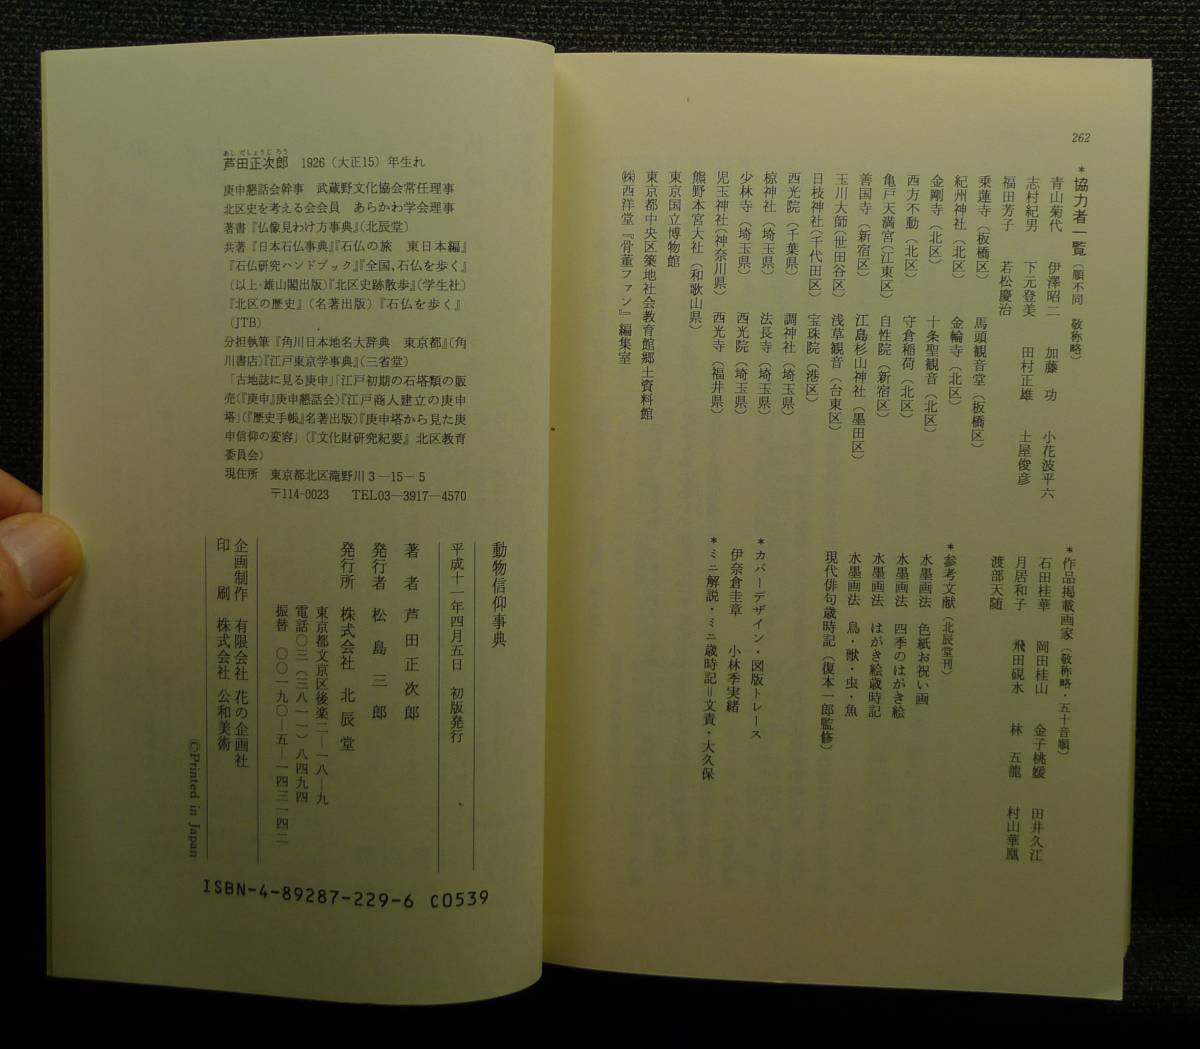 262
*協力者一覧(順不同 敬称略)
青山菊代 伊澤昭二 加藤 功 小花波平六
志村紀男 下元登美 田村正雄 土屋俊彦
福田芳子 若松慶治
乗蓮寺(板橋区) 馬頭観音堂(板橋区)
紀州神社(北区) 金輪寺(北区)
金剛寺(北区) 十条聖観音(北区)
西方不動(北区) 守倉稲荷(北区)
亀戸天満宮(江東区) 自性院(新宿区)
善国寺(新宿区) 江島杉山神社(墨田区)
玉川大師(世田谷区) 浅草観音(台東区)
日枝神社(千代田区) 宝珠院(港区)
西光院(千葉県) 調神社(埼玉県)
椋神社(埼玉県) 法長寺(埼玉県)
少林寺(埼玉県) 西光院(埼玉県)
児玉神社(神奈川県) 西光寺(福井県)
熊野本宮大社(和歌山県)
東京国立博物館
東京都中央区築地社会教育館郷土資料館
㈱西洋堂『骨董ファン』編集室
*作品掲載画家(敬称略・五十音順)
石田桂華 岡田桂山 金子桃媛 田井久江
月居和子 飛田硯水 林 五龍 村山華凰
渡部天随
*参考文献(北辰堂刊)
水墨画法 色紙お祝い画
水墨画法 四季のはがき絵
水墨画法 はがき絵歳時記
水墨画法 鳥・獣・虫・魚
現代俳句歳時記(復本一郎監修)
*カバーデザイン・図版トレース
伊奈倉圭章 小林季実緒
*ミニ解説・ミニ歳時記=文責・大久保
あしだしょうじろう
芦田正次郎 1926(大正15)年生れ
庚申懇話会幹事 武蔵野文化協会常任理事
北区史を考える会会員 あらかわ学会理事
著書『仏像見わけ方事典』(北辰堂)
共著『日本石仏事典』『石仏の旅 東日本編』
『石仏研究ハンドブック』『全国,石仏を歩く』
(以上・雄山閣出版)『北区史跡散歩』(学生社)
『北区の歴史』(名著出版)『石仏を歩く』
(JTB)
分担執筆『角川日本地名大辞典 東京都』(角
川書店)『江戸東京学事典』(三省堂)
「古地誌に見る庚申」「江戸初期の石塔類の販
売」(『庚申』庚申懇話会)『江戸商人建立の庚申
塔」(『歴史手帳』名著出版)『庚申塔から見た庚
申信仰の変容」(『文化財研究紀要』北区教育
委員会)
現住所 東京都北区滝野川3―15―5
〒114-0023 TEL03―3917―4570
動物信仰事典
平成十一年四月五日 初版発行
著者 芦田正次郎
発行者 松島三郎
発行所 株式会社 北辰堂
東京都文京区後楽二―一八―九
電話〇三(三八一一)八四九四
振替 〇〇一九〇―五―一四三一四二
企画制作 有限会社 花の企画社
印刷 株式会社 公和美術
©Printed in Japan
ISBN-4-89287-229-6 C0539